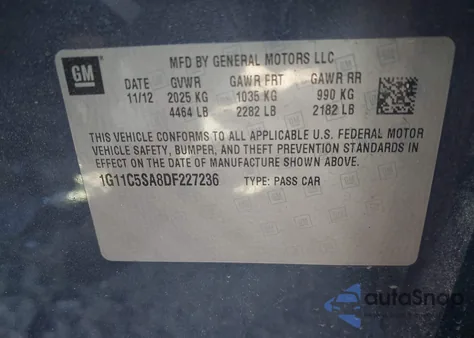 GM
MFD BY GENERAL MOTORS LLC
DATE GVWR GAWR FRT GAWR RR
11/12 2025 KG 1035 KG 990 KG
4464 LB 2282 LB 2182 LB
THIS VEHICLE CONFORMS TO ALL APPLICABLE U.S. FEDERAL MOTOR
VEHICLE SAFETY, BUMPER, AND THEFT PREVENTION STANDARDS IN
EFFECT ON THE DATE OF MANUFACTURE SHOWN ABOVE.
1G11C5SA8DF227236 TYPE: PASS CAR
autoSnap